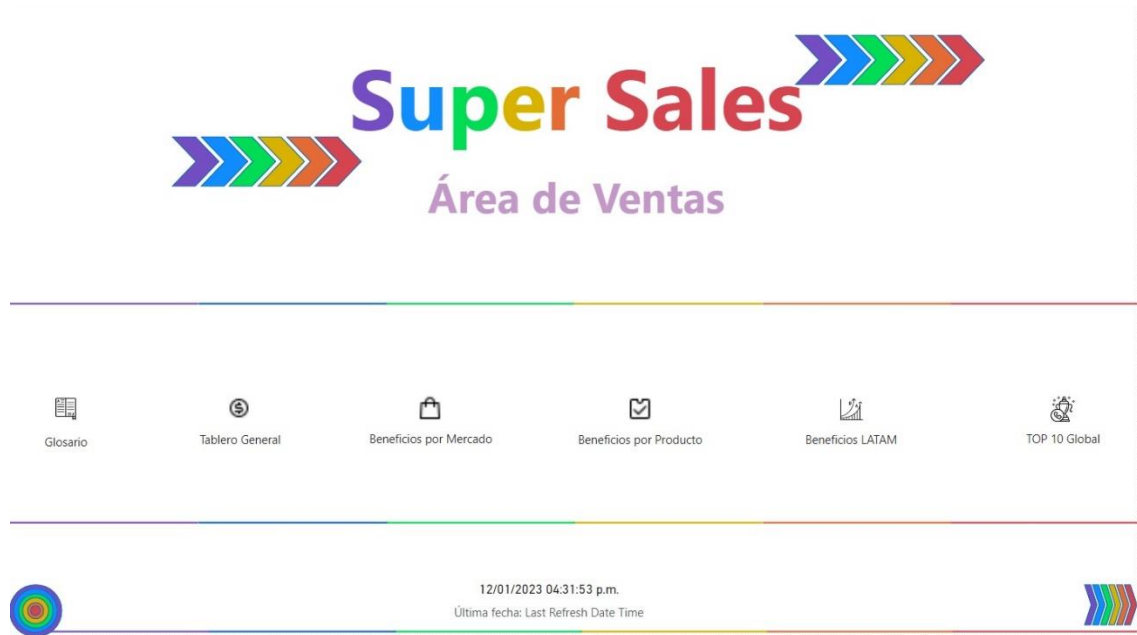 Super Sales
Área de Ventas
Glosario
Tablero General
Beneficios por Mercado
Beneficios por Producto
Beneficios LATAM
TOP 10 Global
12/01/2023 04:31:53 p.m.
Última fecha: Last Refresh Date Time